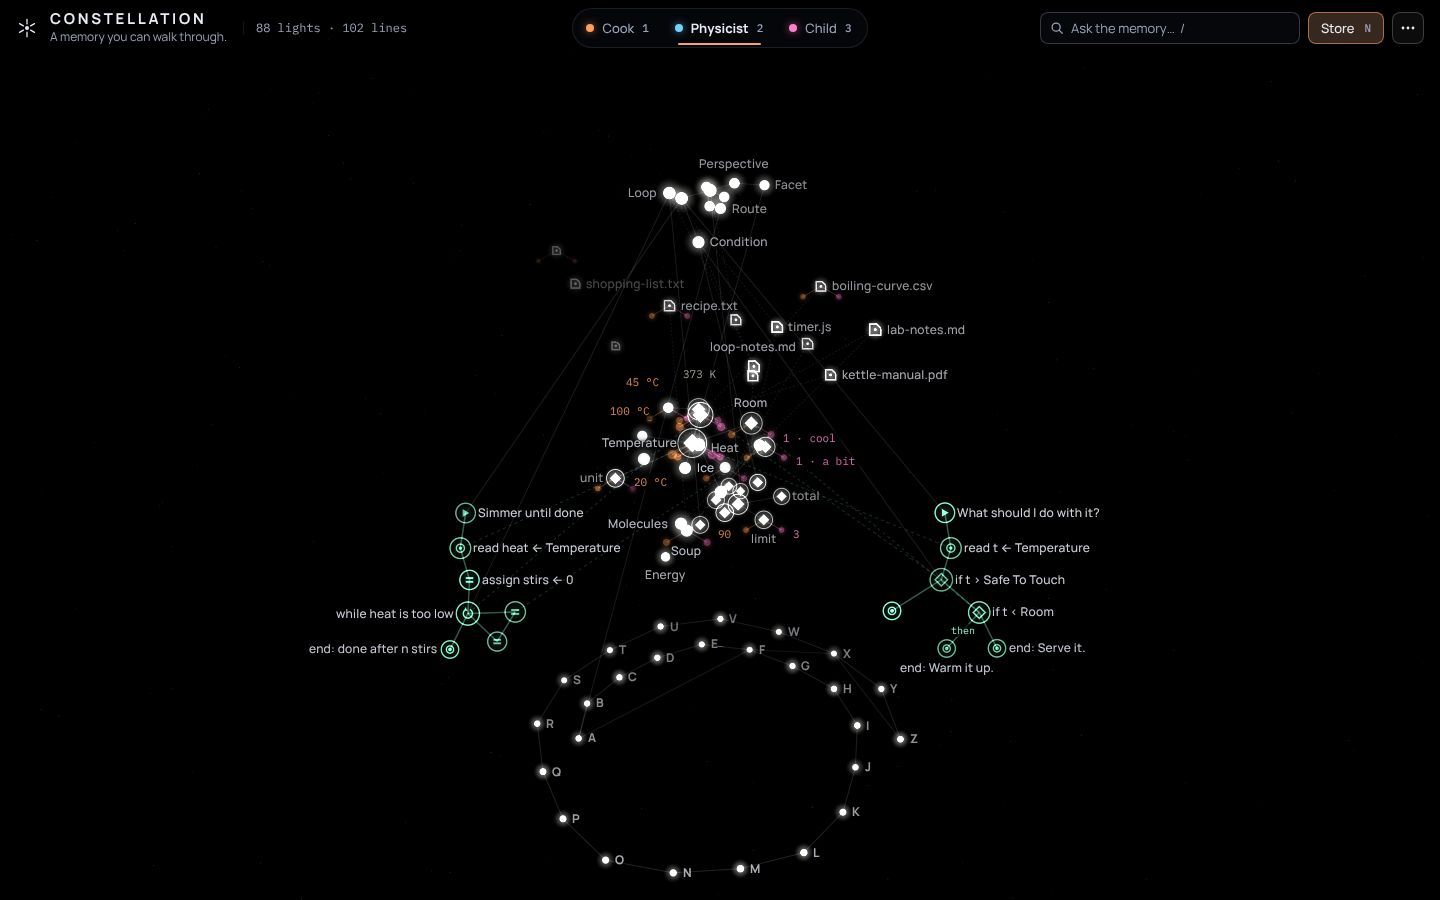 CONSTELLATION
A memory you can walk through.
88 lights · 102 lines
Cook 1
Physicist 2
Child 3
Ask the memory… /
Store N
Perspective
Loop
Facet
Route
Condition
shopping-list.txt
boiling-curve.csv
recipe.txt
timer.js
lab-notes.md
loop-notes.md
373 K
kettle-manual.pdf
45 °C
Room
100 °C
1 · cool
Temperature
Heat
1 · a bit
Ice
unit
20 °C
total
Simmer until done
What should I do with it?
Molecules
90
limit
3
read heat ← Temperature
Soup
read t ← Temperature
Energy
assign stirs ← 0
if t > Safe To Touch
while heat is too low
if t < Room
then
end: done after n stirs
end: Serve it.
end: Warm it up.
U
V
W
T
D
E
F
X
G
S
C
H
Y
B
R
I
A
Z
Q
J
P
K
O
N
M
L